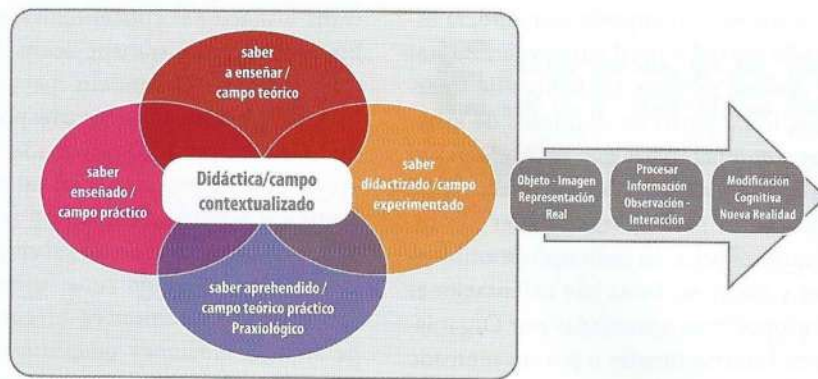 saber
a enseñar /
campo teórico
saber
enseñado /
campo práctico
Didáctica/campo
contextualizado
saber
didactizado /campo
experimentado
saber aprehendido /
campo teórico práctico
Praxiológico
Objeto - Imagen
Representación
Real
Procesar
Información
Observación -
Interacción
Modificación
Cognitiva
Nueva Realidad